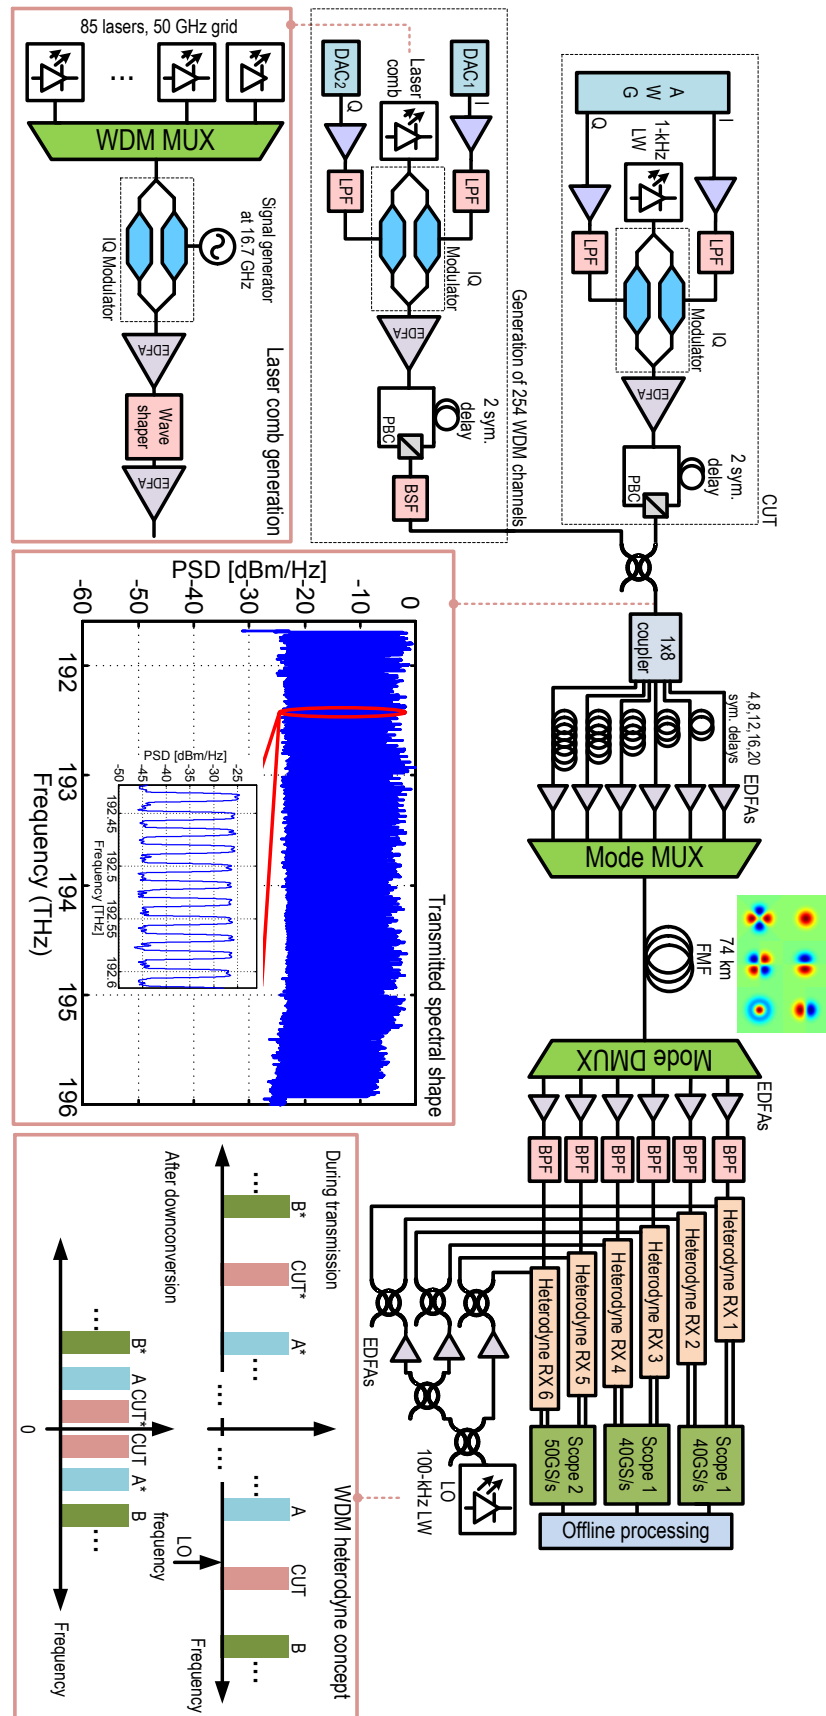 CUT
A
W
G
I
Q
1-kHz
LW
LPF
LPF
IQ
Modulator
EDFA
2 sym.
delay
PBC
Generation of 254 WDM channels
DAC1
DAC2
I
Q
Laser
comb
LPF
LPF
IQ
Modulator
EDFA
2 sym.
delay
PBC
BSF
85 lasers, 50 GHz grid
...
WDM MUX
Signal generator
at 16.7 GHz
IQ Modulator
EDFA
Wave
shaper
EDFA
Laser comb generation
1x8
coupler
4,8,12,16,20
sym. delays
EDFAs
Mode MUX
74 km
FMF
Mode DMUX
EDFAs
BPF
BPF
BPF
BPF
BPF
BPF
Heterodyne RX 1
Heterodyne RX 2
Heterodyne RX 3
Heterodyne RX 4
Heterodyne RX 5
Heterodyne RX 6
Scope 1
40GS/s
Scope 1
40GS/s
Scope 2
50GS/s
Offline processing
EDFAs
LO
100-kHz LW
Transmitted spectral shape
PSD [dBm/Hz]
0
-10
-20
-30
-40
-50
-60
192
193
194
195
196
Frequency (THz)
PSD [dBm/Hz]
-25
-30
-35
-40
-45
-50
192.45
192.5
192.55
192.6
Frequency [THz]
WDM heterodyne concept
During transmission
...
B*
CUT*
A*
...
... ...
A
CUT
B
...
LO
frequency
Frequency
After downconversion
...
B*
A
CUT*
CUT
A*
B
...
0
Frequency